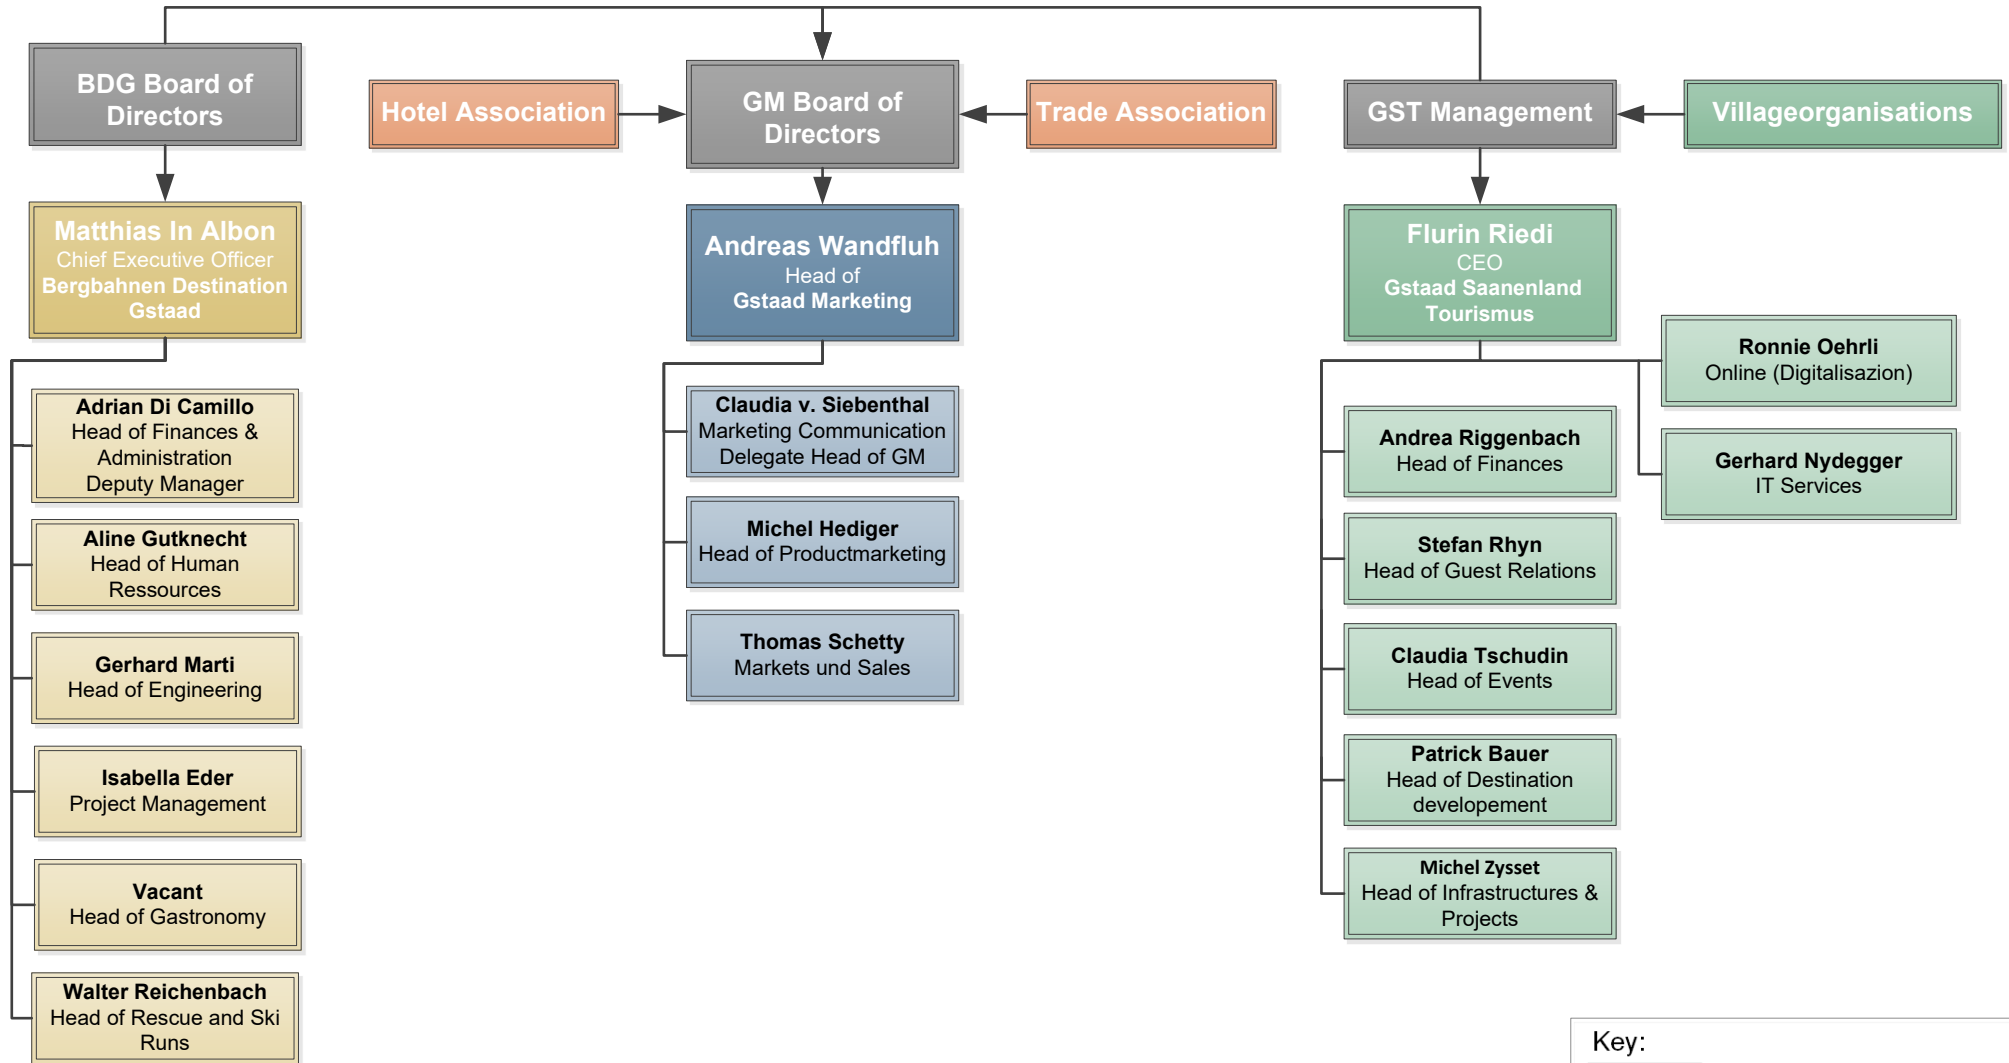 BDG Board of
Directors
Hotel Association
GM Board of
Directors
Trade Association
GST Management
Villageorganisations
Matthias In Albon
Chief Executive Officer
Bergbahnen Destination
Gstaad
Andreas Wandfluh
Head of
Gstaad Marketing
Flurin Riedi
CEO
Gstaad Saanenland
Tourismus
Adrian Di Camillo
Head of Finances &
Administration
Deputy Manager
Aline Gutknecht
Head of Human
Ressources
Gerhard Marti
Head of Engineering
Isabella Eder
Project Management
Vacant
Head of Gastronomy
Walter Reichenbach
Head of Rescue and Ski
Runs
Claudia v. Siebenthal
Marketing Communication
Delegate Head of GM
Michel Hediger
Head of Productmarketing
Thomas Schetty
Markets und Sales
Ronnie Oehrli
Online (Digitalisazion)
Gerhard Nydegger
IT Services
Andrea Riggenbach
Head of Finances
Stefan Rhyn
Head of Guest Relations
Claudia Tschudin
Head of Events
Patrick Bauer
Head of Destination
developement
Michel Zysset
Head of Infrastructures &
Projects
Key: